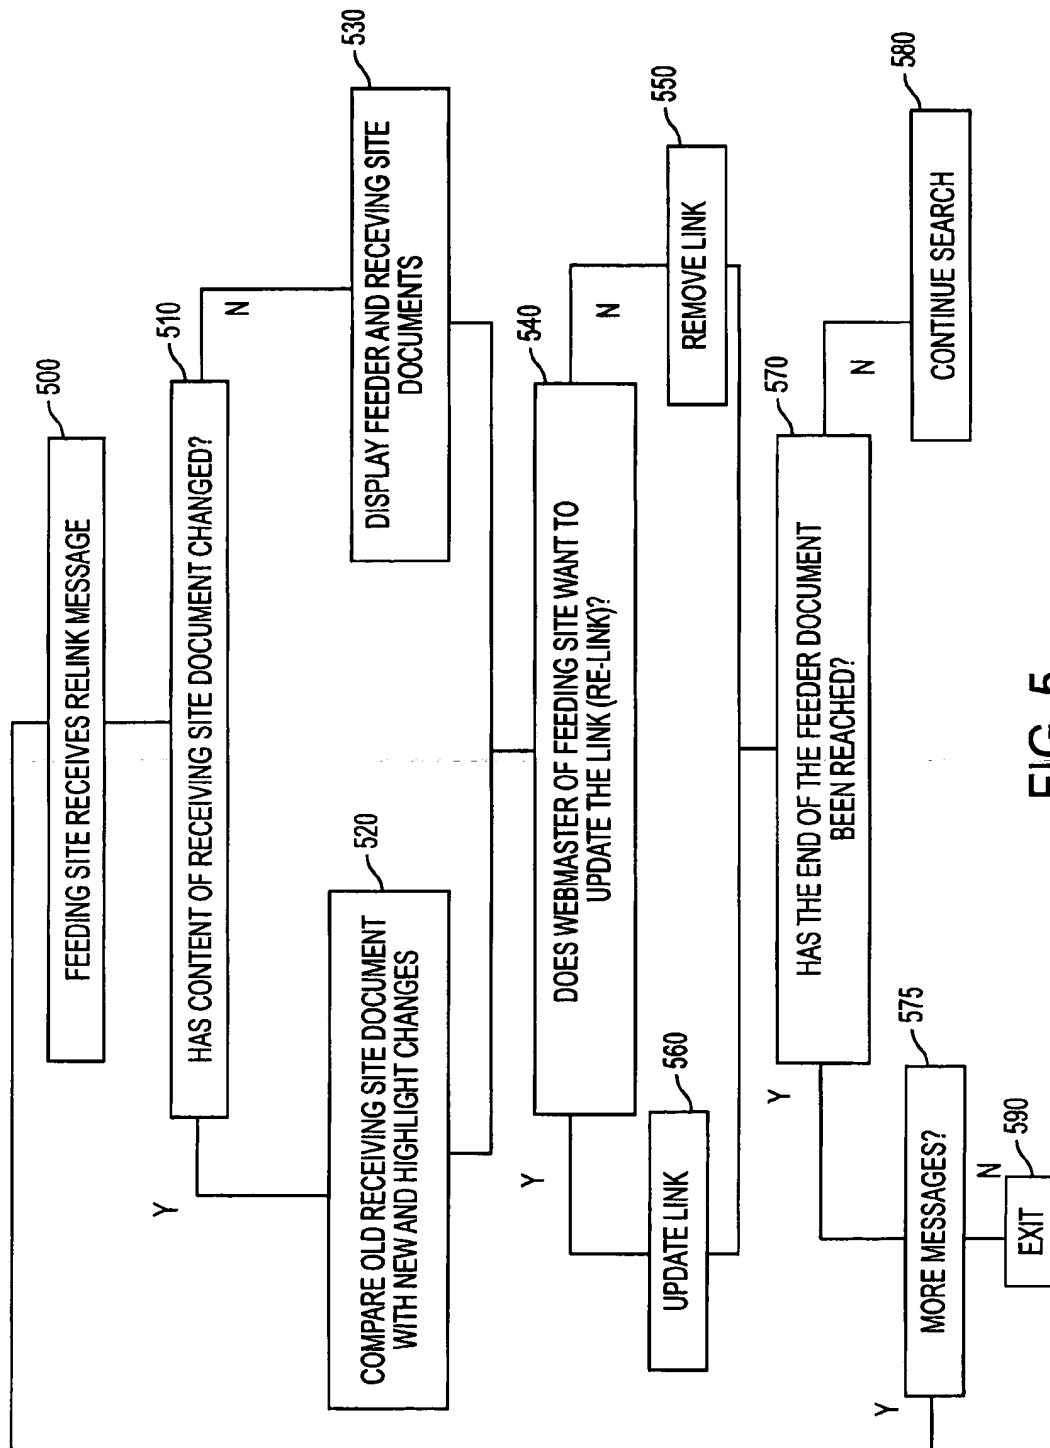 500
FEEDING SITE RECEIVES RELINK MESSAGE
510
HAS CONTENT OF RECEIVING SITE DOCUMENT CHANGED?
Y
N
520
COMPARE OLD RECEIVING SITE DOCUMENT
WITH NEW AND HIGHLIGHT CHANGES
530
DISPLAY FEEDER AND RECEVING SITE
DOCUMENTS
540
DOES WEBMASTER OF FEEDING SITE WANT TO
UPDATE THE LINK (RE-LINK)?
Y
N
560
UPDATE LINK
550
REMOVE LINK
570
HAS THE END OF THE FEEDER DOCUMENT
BEEN REACHED?
Y
N
575
MORE MESSAGES?
580
CONTINUE SEARCH
Y
N
590
EXIT
FIG. 5